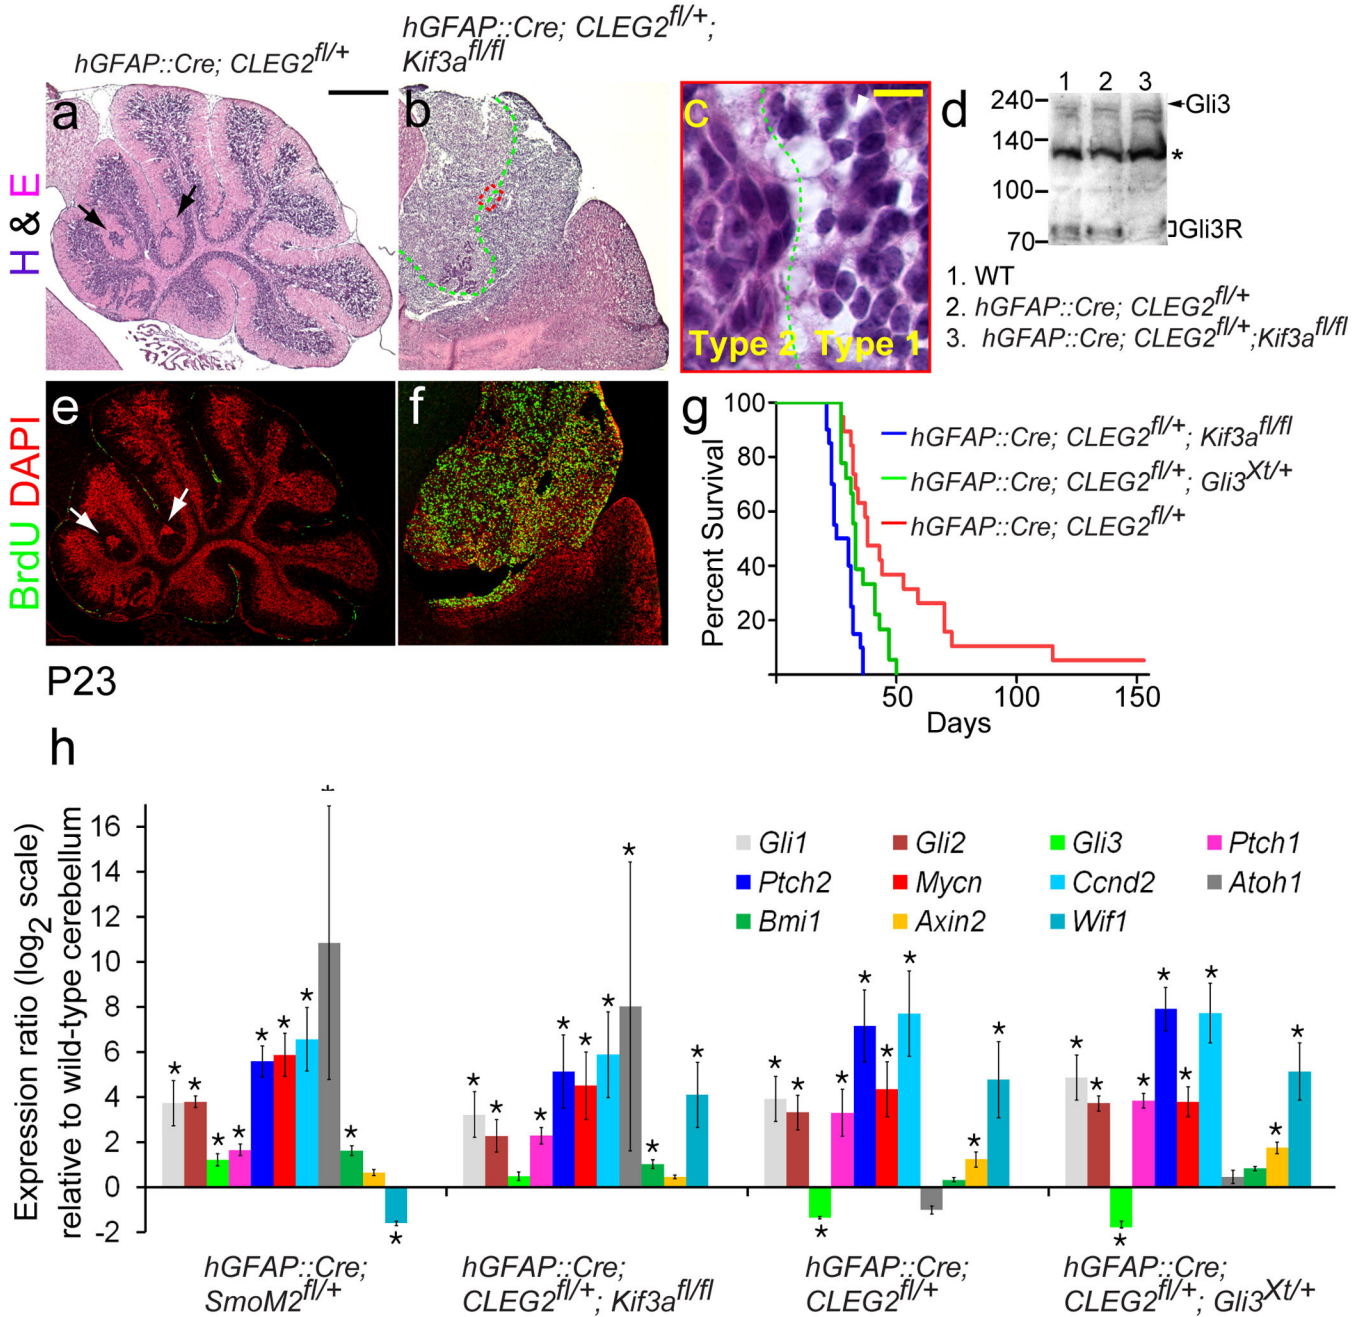 hGFAP::Cre; CLEG2fl/+
hGFAP::Cre; CLEG2fl/+;
Kif3afl/fl
a
b
c
d
H & E
Type 2
Type 1
1 2 3
240
140
100
70
Gli3
*
Gli3R
1. WT
2. hGFAP::Cre; CLEG2fl/+
3. hGFAP::Cre; CLEG2fl/+;Kif3afl/fl
e
f
BrdU DAPI
P23
g
Percent Survival
100
80
60
40
20
50
100
150
Days
hGFAP::Cre; CLEG2fl/+; Kif3afl/fl
hGFAP::Cre; CLEG2fl/+; Gli3Xt/+
hGFAP::Cre; CLEG2fl/+
h
Expression ratio (log2 scale)
relative to wild-type cerebellum
16
14
12
10
8
6
4
2
0
-2
Gli1 Gli2 Gli3 Ptch1
Ptch2 Mycn Ccnd2 Atoh1
Bmi1 Axin2 Wif1
* * * * * * * * * *
* * * * * * * * *
* * * * * * * * *
* * * * * * * * *
hGFAP::Cre;
SmoM2fl/+
hGFAP::Cre;
CLEG2fl/+; Kif3afl/fl
hGFAP::Cre;
CLEG2fl/+
hGFAP::Cre;
CLEG2fl/+; Gli3Xt/+